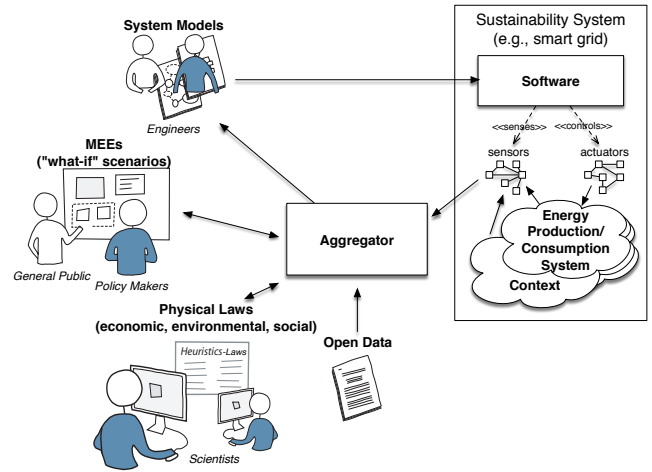 System Models
Engineers
MEEs
("what-if" scenarios)
General Public
Policy Makers
Physical Laws
(economic, environmental, social)
Heuristics-Laws
Scientists
Open Data
Aggregator
Sustainability System
(e.g., smart grid)
Software
<<senses>>
<<controls>>
sensors
actuators
Energy
Production/
Consumption
System
Context